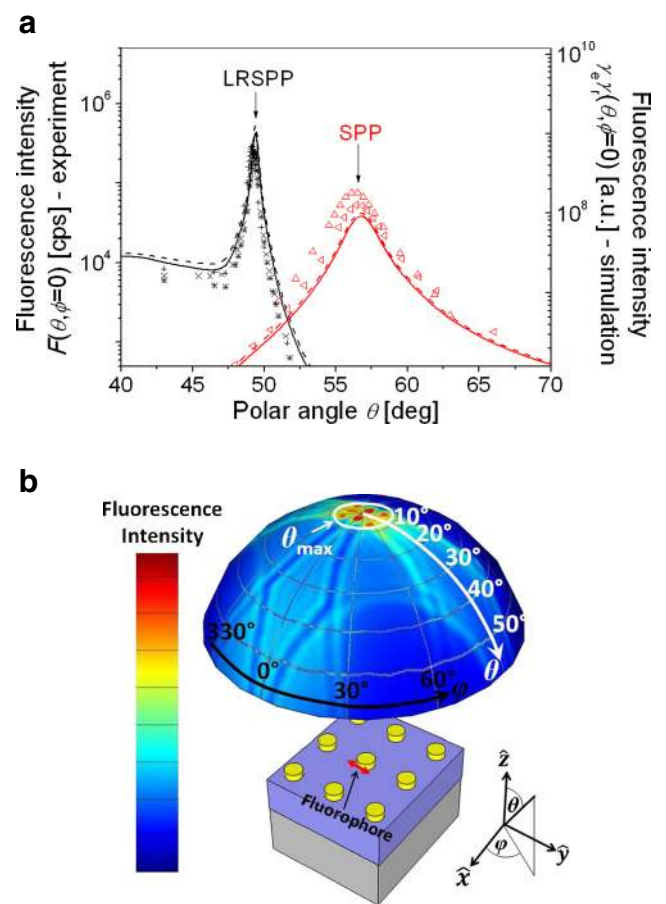 a
LRSPP
SPP
10^6
10^4
10^10
10^8
Fluorescence intensity
F(θ,ϕ=0) [cps] - experiment
γ_e γ_r(θ,ϕ=0) [a.u.] - simulation
Fluorescence intensity
40 45 50 55 60 65 70
Polar angle θ [deg]
b
Fluorescence
Intensity
θmax
10°
20°
30°
40°
50°
θ
330°
0°
30°
60°
φ
Fluorophore
ẑ
θ
φ
x̂
ŷ